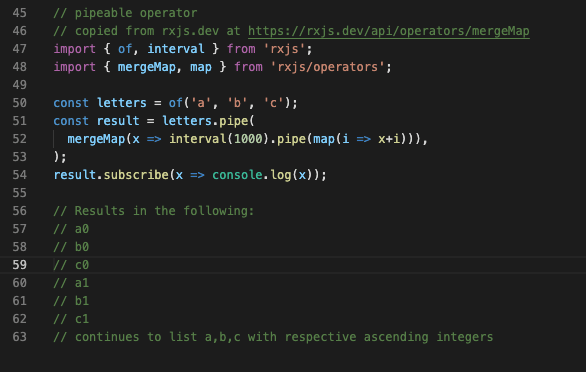 45 // pipeable operator
46 // copied from rxjs.dev at https://rxjs.dev/api/operators/mergeMap
47 import { of, interval } from 'rxjs';
48 import { mergeMap, map } from 'rxjs/operators';
49
50 const letters = of('a', 'b', 'c');
51 const result = letters.pipe(
52   mergeMap(x => interval(1000).pipe(map(i => x+i))),
53 );
54 result.subscribe(x => console.log(x));
55
56 // Results in the following:
57 // a0
58 // b0
59 // c0
60 // a1
61 // b1
62 // c1
63 // continues to list a,b,c with respective ascending integers